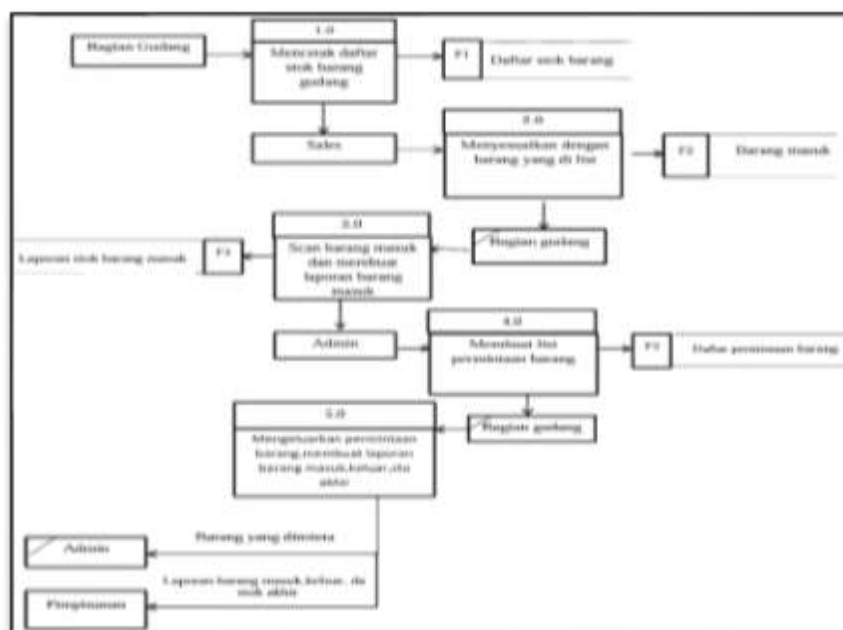 1.0
Bagian Gudang
Mencetak daftar
stok barang
gudang
F1
Daftar stok barang
2.0
Sales
Menyesuaikan dengan
barang yang di list
F2
Barang masuk
3.0
Bagian gudang
Scan barang masuk
dan membuat
laporan barang
masuk
F3
Laporan stok barang masuk
4.0
Admin
Membuat list
permintaan barang
F3
Daftar permintaan barang
5.0
Bagian gudang
Mengeluarkan permintaan
barang,membuat laporan
barang masuk,keluar,sto
akhir
Barang yang diminta
Admin
Laporan barang masuk,keluar, da
stok akhir
Pimpinanan